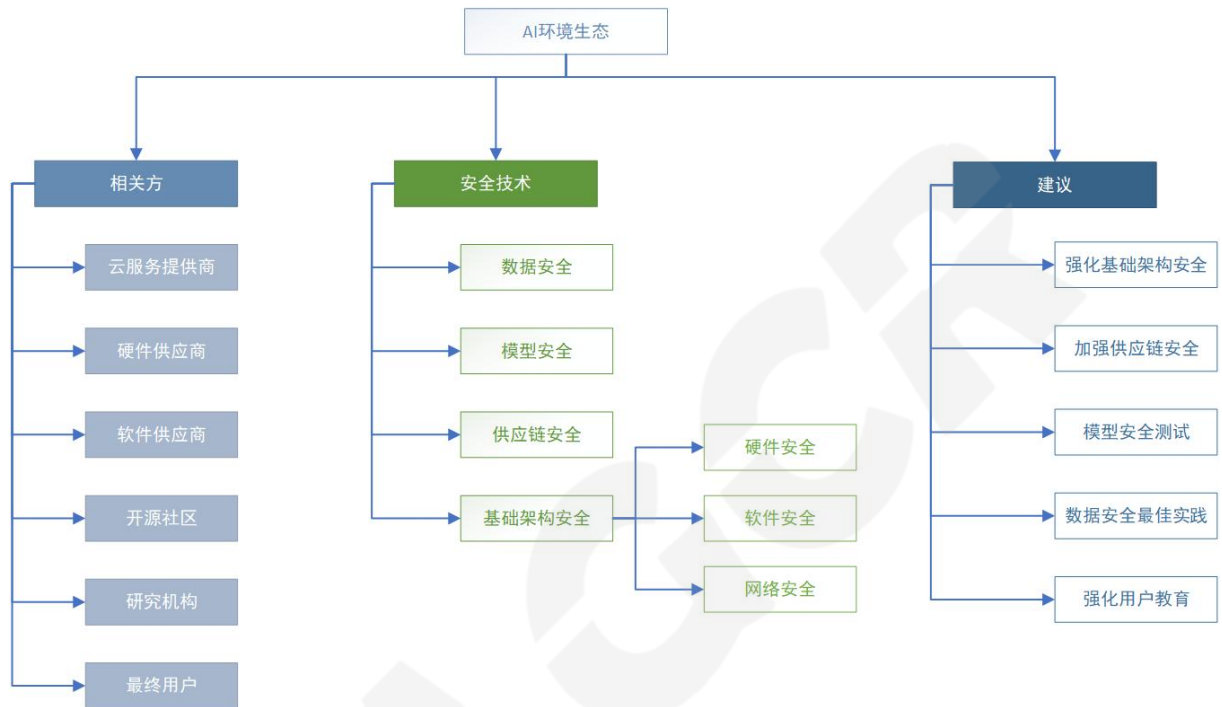 AI环境生态
相关方
云服务提供商
硬件供应商
软件供应商
开源社区
研究机构
最终用户
安全技术
数据安全
模型安全
供应链安全
基础架构安全
硬件安全
软件安全
网络安全
建议
强化基础架构安全
加强供应链安全
模型安全测试
数据安全最佳实践
强化用户教育